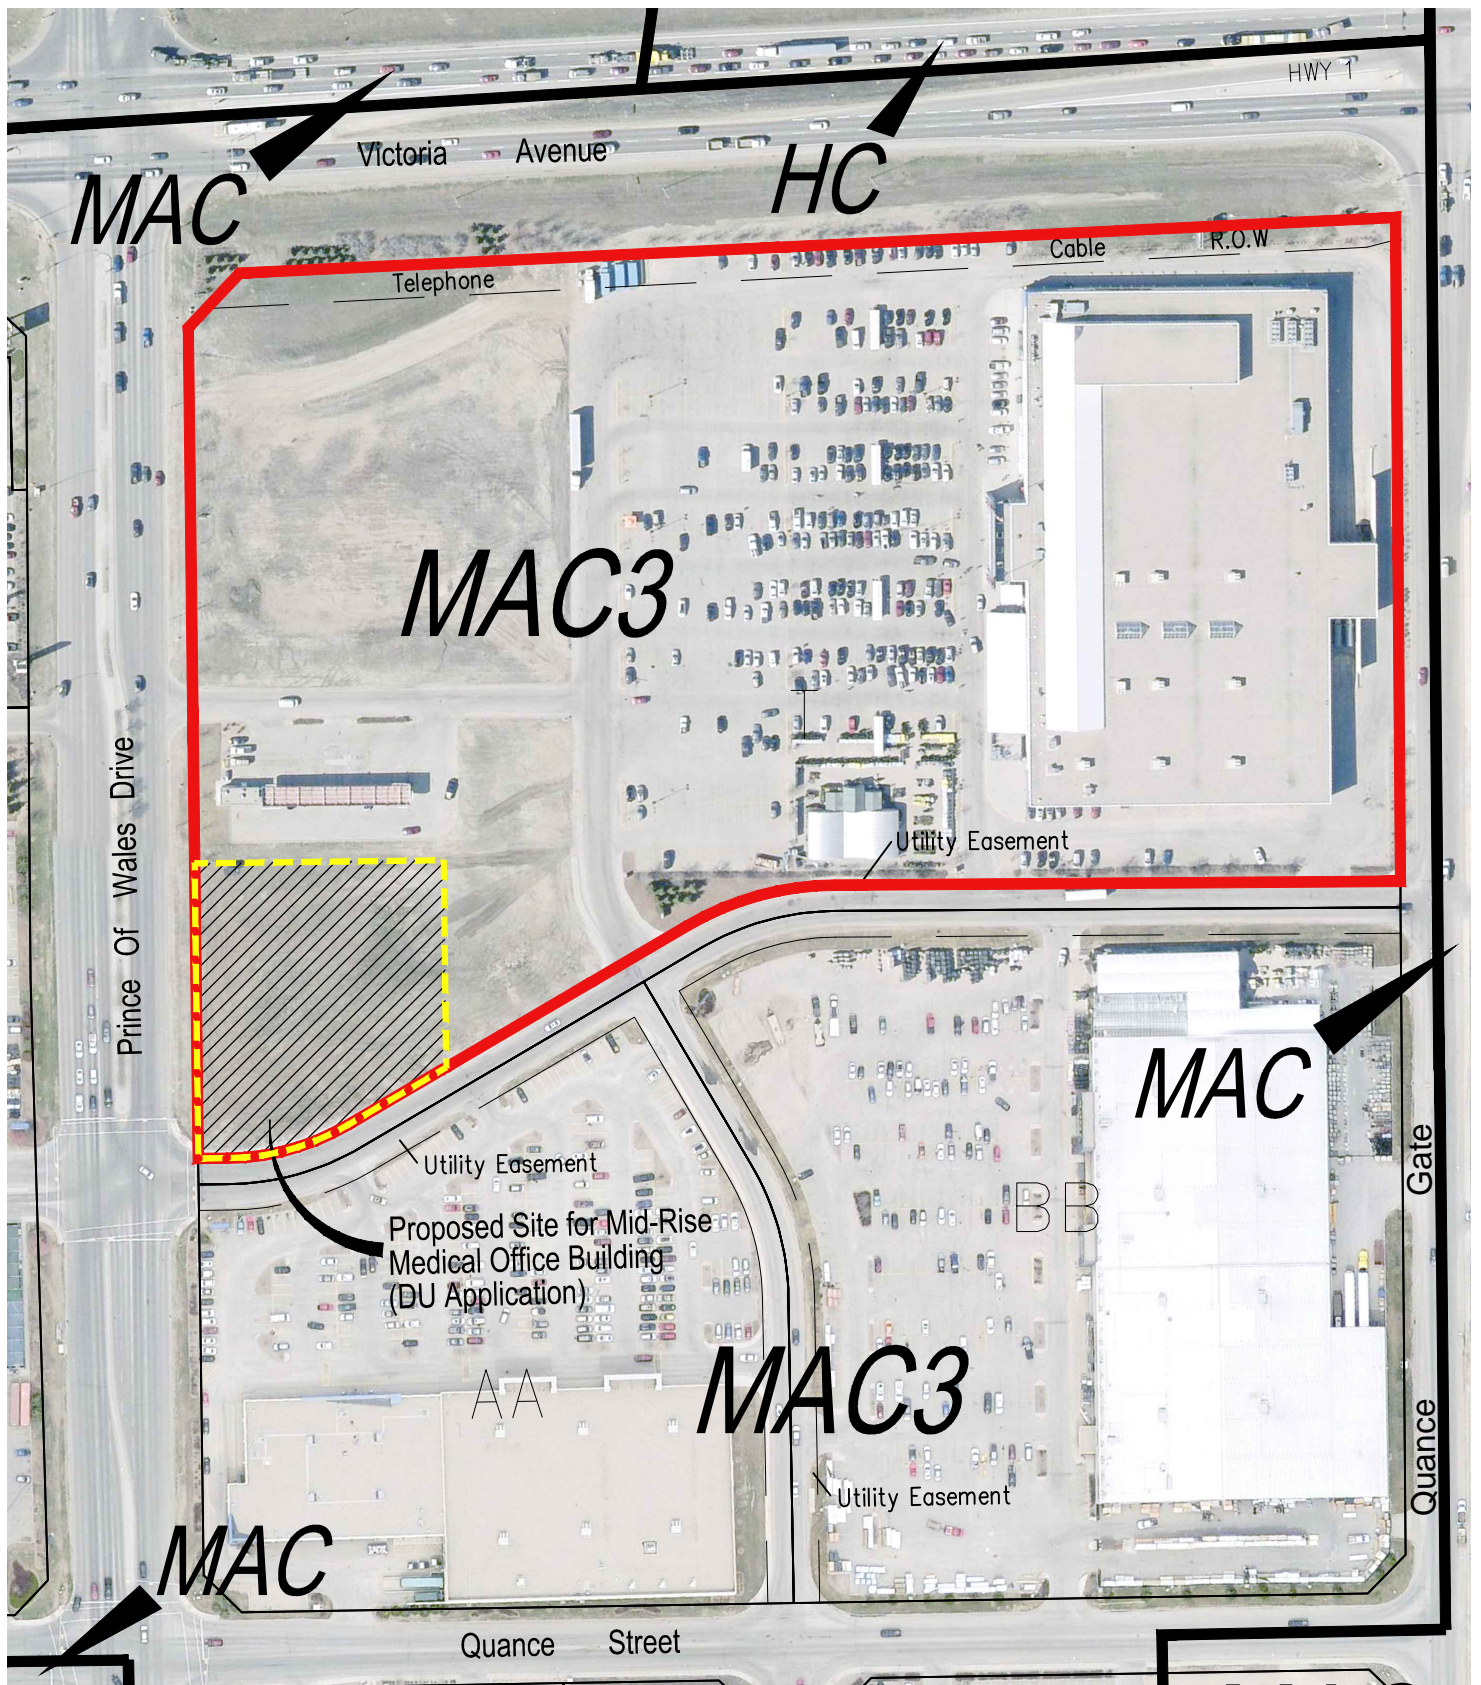 HWY 1
Victoria Avenue
MAC
HC
Telephone
Cable
R.O.W
MAC3
Prince Of Wales Drive
Utility Easement
MAC
Utility Easement
Gate
BB
Proposed Site for Mid-Rise
Medical Office Building
(DU Application)
MAC3
AA
Quance
Utility Easement
MAC
Quance Street